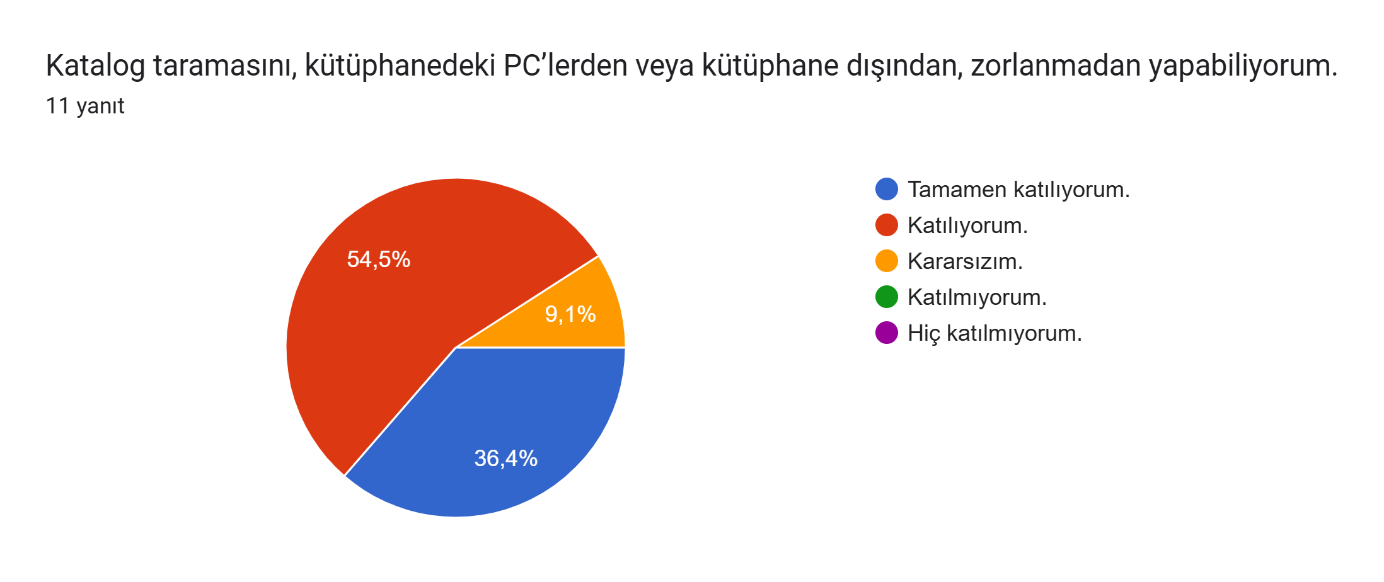 Katalog taramasını, kütüphanedeki PC’lerden veya kütüphane dışından, zorlanmadan yapabiliyorum.
11 yanıt
54,5%
9,1%
36,4%
Tamamen katılıyorum.
Katılıyorum.
Kararsızım.
Katılmıyorum.
Hiç katılmıyorum.